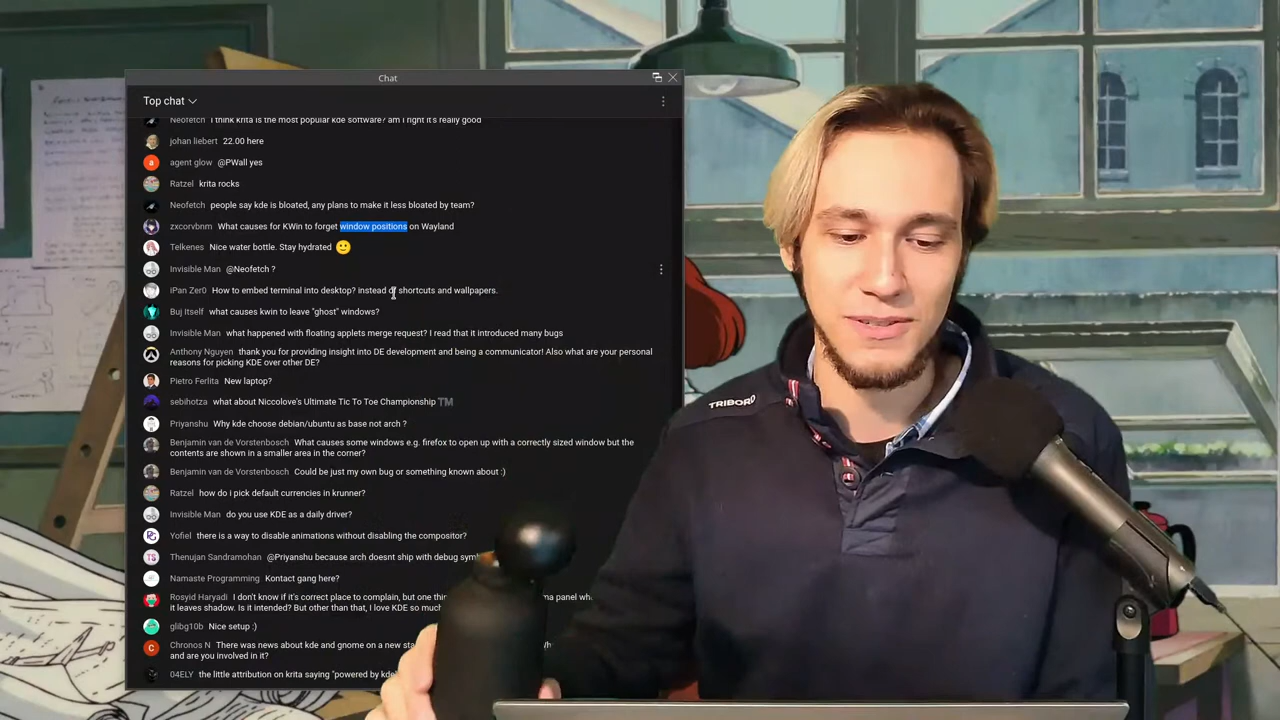 Chat
Top chat
Neofetch I think krita is the most popular kde software? am I right it's really good
johan liebert 22.00 here
a agent glow @PWall yes
Ratzel krita rocks
Neofetch people say kde is bloated, any plans to make it less bloated by team?
zxcorvbnm What causes for KWin to forget window positions on Wayland
Telkenes Nice water bottle. Stay hydrated
Invisible Man @Neofetch ?
iPan Zer0 How to embed terminal into desktop? instead of shortcuts and wallpapers.
Buj Itself what causes kwin to leave "ghost" windows?
Invisible Man what happened with floating applets merge request? I read that it introduced many bugs
Anthony Nguyen thank you for providing insight into DE development and being a communicator! Also what are your personal
reasons for picking KDE over other DE?
Pietro Ferlita New laptop?
sebihotza what about Niccolove's Ultimate Tic To Toe Championship ™️
Priyanshu Why kde choose debian/ubuntu as base not arch ?
Benjamin van de Vorstenbosch What causes some windows e.g. firefox to open up with a correctly sized window but the
contents are shown in a smaller area in the corner?
Benjamin van de Vorstenbosch Could be just my own bug or something known about :)
Ratzel how do i pick default currencies in krunner?
Invisible Man do you use KDE as a daily driver?
Yofiel there is a way to disable animations without disabling the compositor?
TS Thenujan Sandramohan @Priyanshu because arch doesnt ship with debug
Namaste Programming Kontact gang here?
Rosyid Haryadi I don't know if it's correct place to complain, but one panel
it leaves shadow. Is it intended? But other than that, I love KDE so much
glibg10b Nice setup :)
C Chronos N There was news about kde and gnome on a new
and are you involved in it?
04ELY the little attribution on krita saying "powered by kde"
TRIBORD